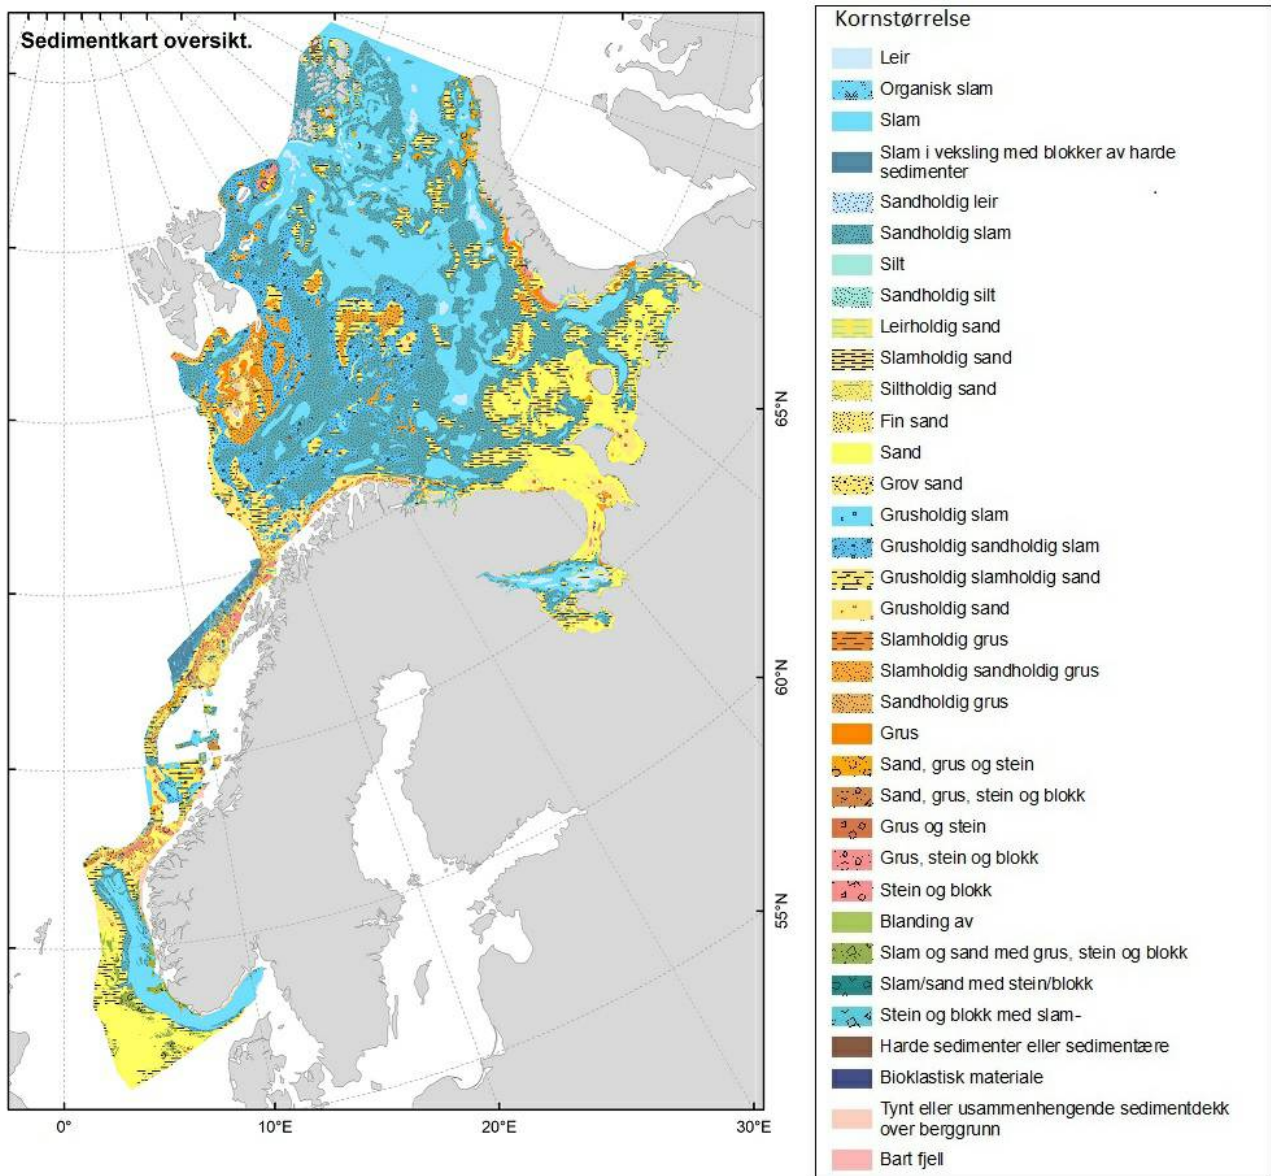 Sedimentkart oversikt.
65°N
60°N
55°N
0°
10°E
20°E
30°E
Kornstørrelse
Leir
Organisk slam
Slam
Slam i veksling med blokker av harde
sedimenter
Sandholdig leir
Sandholdig slam
Silt
Sandholdig silt
Leirholdig sand
Slamholdig sand
Siltholdig sand
Fin sand
Sand
Grov sand
Grusholdig slam
Grusholdig sandholdig slam
Grusholdig slamholdig sand
Grusholdig sand
Slamholdig grus
Slamholdig sandholdig grus
Sandholdig grus
Grus
Sand, grus og stein
Sand, grus, stein og blokk
Grus og stein
Grus, stein og blokk
Stein og blokk
Blanding av
Slam og sand med grus, stein og blokk
Slam/sand med stein/blokk
Stein og blokk med slam-
Harde sedimenter eller sedimentære
Bioklastisk materiale
Tynt eller usammenhengende sedimentdekk
over berggrunn
Bart fjell